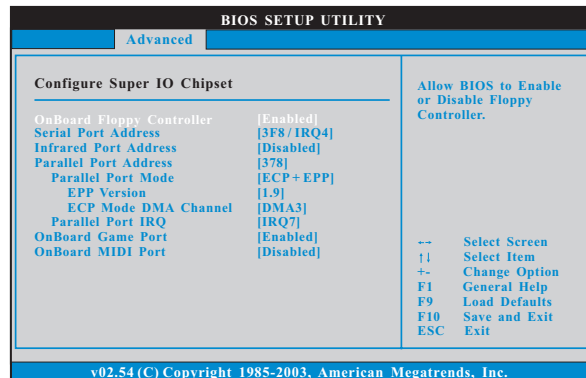 BIOS SETUP UTILITY
Advanced
Configure Super IO Chipset
OnBoard Floppy Controller [Enabled]
Serial Port Address [3F8 / IRQ4]
Infrared Port Address [Disabled]
Parallel Port Address [378]
Parallel Port Mode [ECP + EPP]
EPP Version [1.9]
ECP Mode DMA Channel [DMA3]
Parallel Port IRQ [IRQ7]
OnBoard Game Port [Enabled]
OnBoard MIDI Port [Disabled]
Allow BIOS to Enable
or Disable Floppy
Controller.
←→ Select Screen
↑↓ Select Item
+- Change Option
F1 General Help
F9 Load Defaults
F10 Save and Exit
ESC Exit
v02.54 (C) Copyright 1985-2003, American Megatrends, Inc.